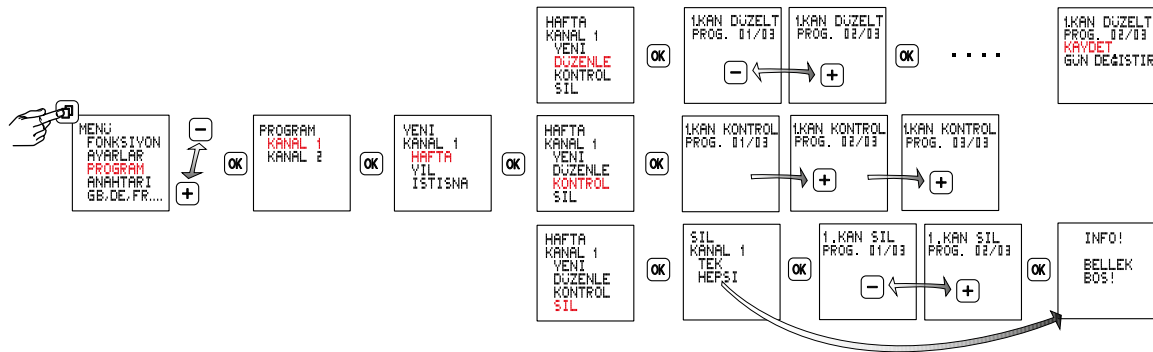 MENÜ
FONKSIYON
AYARLAR
PROGRAM
ANAHTARI
GB,DE,FR....
−
+
OK
PROGRAM
KANAL 1
KANAL 2
OK
YENI
KANAL 1
HAFTA
YIL
ISTISNA
OK
HAFTA
KANAL 1
YENI
DÜZENLE
KONTROL
SIL
OK
1.KAN DÜZELT
PROG. 01/03
−
1.KAN DÜZELT
PROG. 02/03
+
OK
. . . .
1.KAN DÜZELT
PROG. 02/03
KAYDET
GÜN DEĞISTIR
HAFTA
KANAL 1
YENI
DÜZENLE
KONTROL
SIL
OK
1.KAN KONTROL
PROG. 01/03
1.KAN KONTROL
PROG. 02/03
+
1.KAN KONTROL
PROG. 03/03
+
HAFTA
KANAL 1
YENI
DÜZENLE
KONTROL
SIL
OK
SIL
KANAL 1
TEK
HEPSI
OK
1.KAN SIL
PROG. 01/03
−
1.KAN SIL
PROG. 02/03
+
OK
INFO!
BELLEK
BOS!